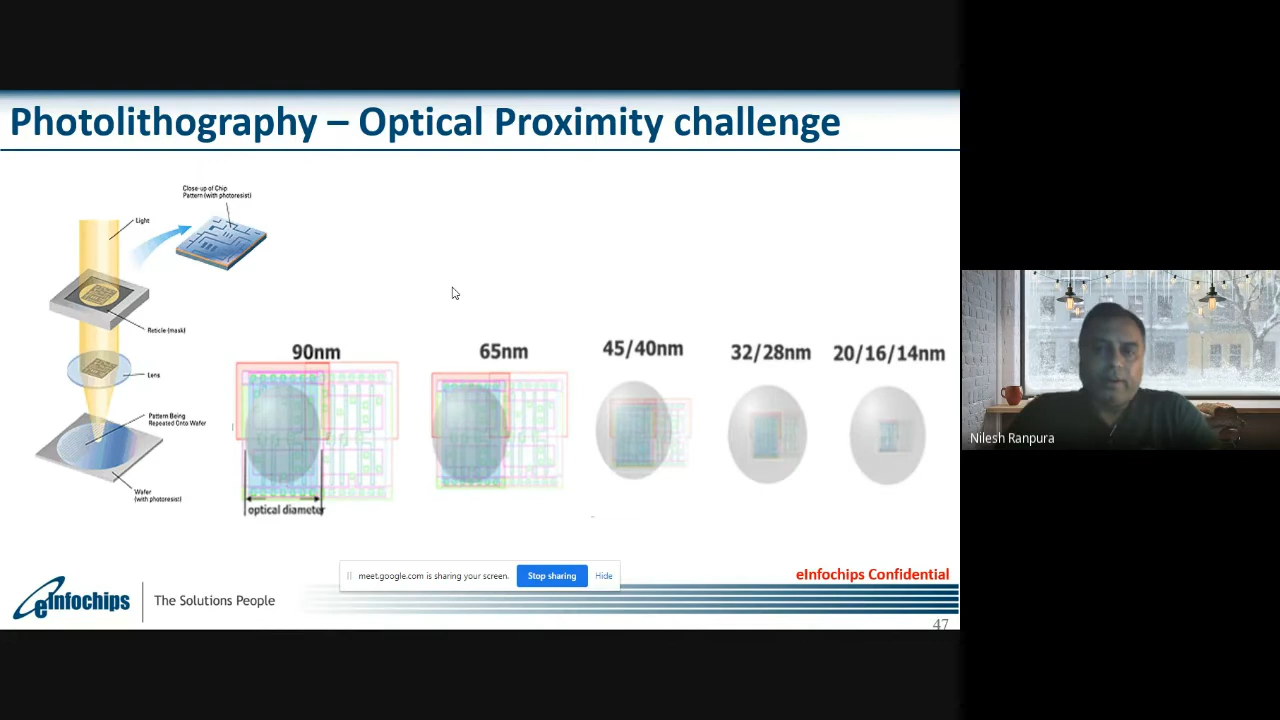 Photolithography – Optical Proximity challenge
Close-up of Chip
Pattern (with photoresist)
Light
Reticle (mask)
Lens
Pattern Being
Repeated Onto Wafer
Wafer
(with photoresist)
90nm
65nm
45/40nm
32/28nm
20/16/14nm
optical diameter
meet.google.com is sharing your screen.
Stop sharing
Hide
eInfochips Confidential
eInfochips
The Solutions People
47
Nilesh Ranpura